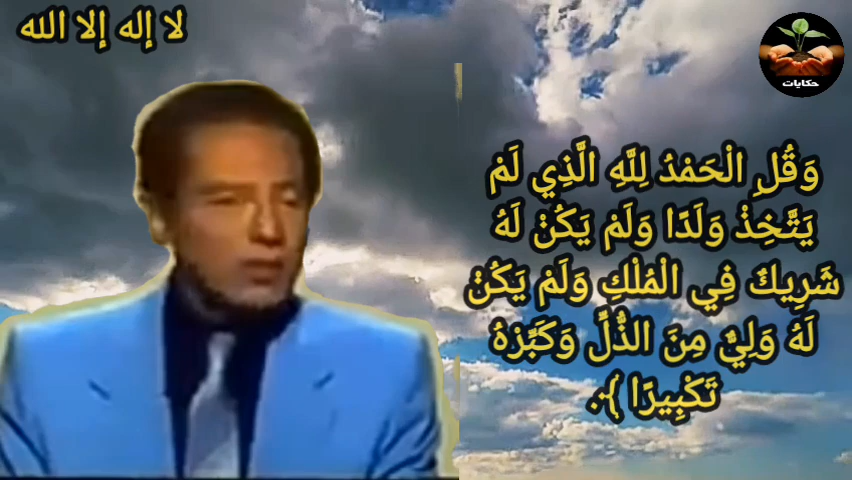 لا إله إلا الله
حكايات
وَقُلِ الْحَمْدُ لِلَّهِ الَّذِي لَمْ
يَتَّخِذْ وَلَدًا وَلَمْ يَكُنْ لَهُ
شَرِيكٌ فِي الْمُلْكِ وَلَمْ يَكُنْ
لَهُ وَلِيٌّ مِنَ الذُّلِّ وَكَبِّرْهُ
تَكْبِيرًا ﴾.